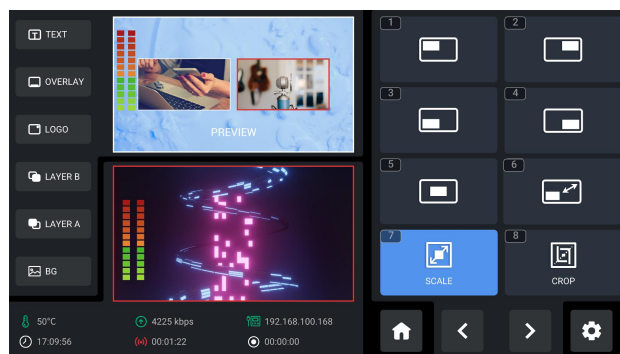 TEXT
OVERLAY
LOGO
LAYER B
LAYER A
BG
PREVIEW
50°C
4225 kbps
192.168.100.168
17:09:56
00:01:22
00:00:00
1
2
3
4
5
6
7
SCALE
8
CROP